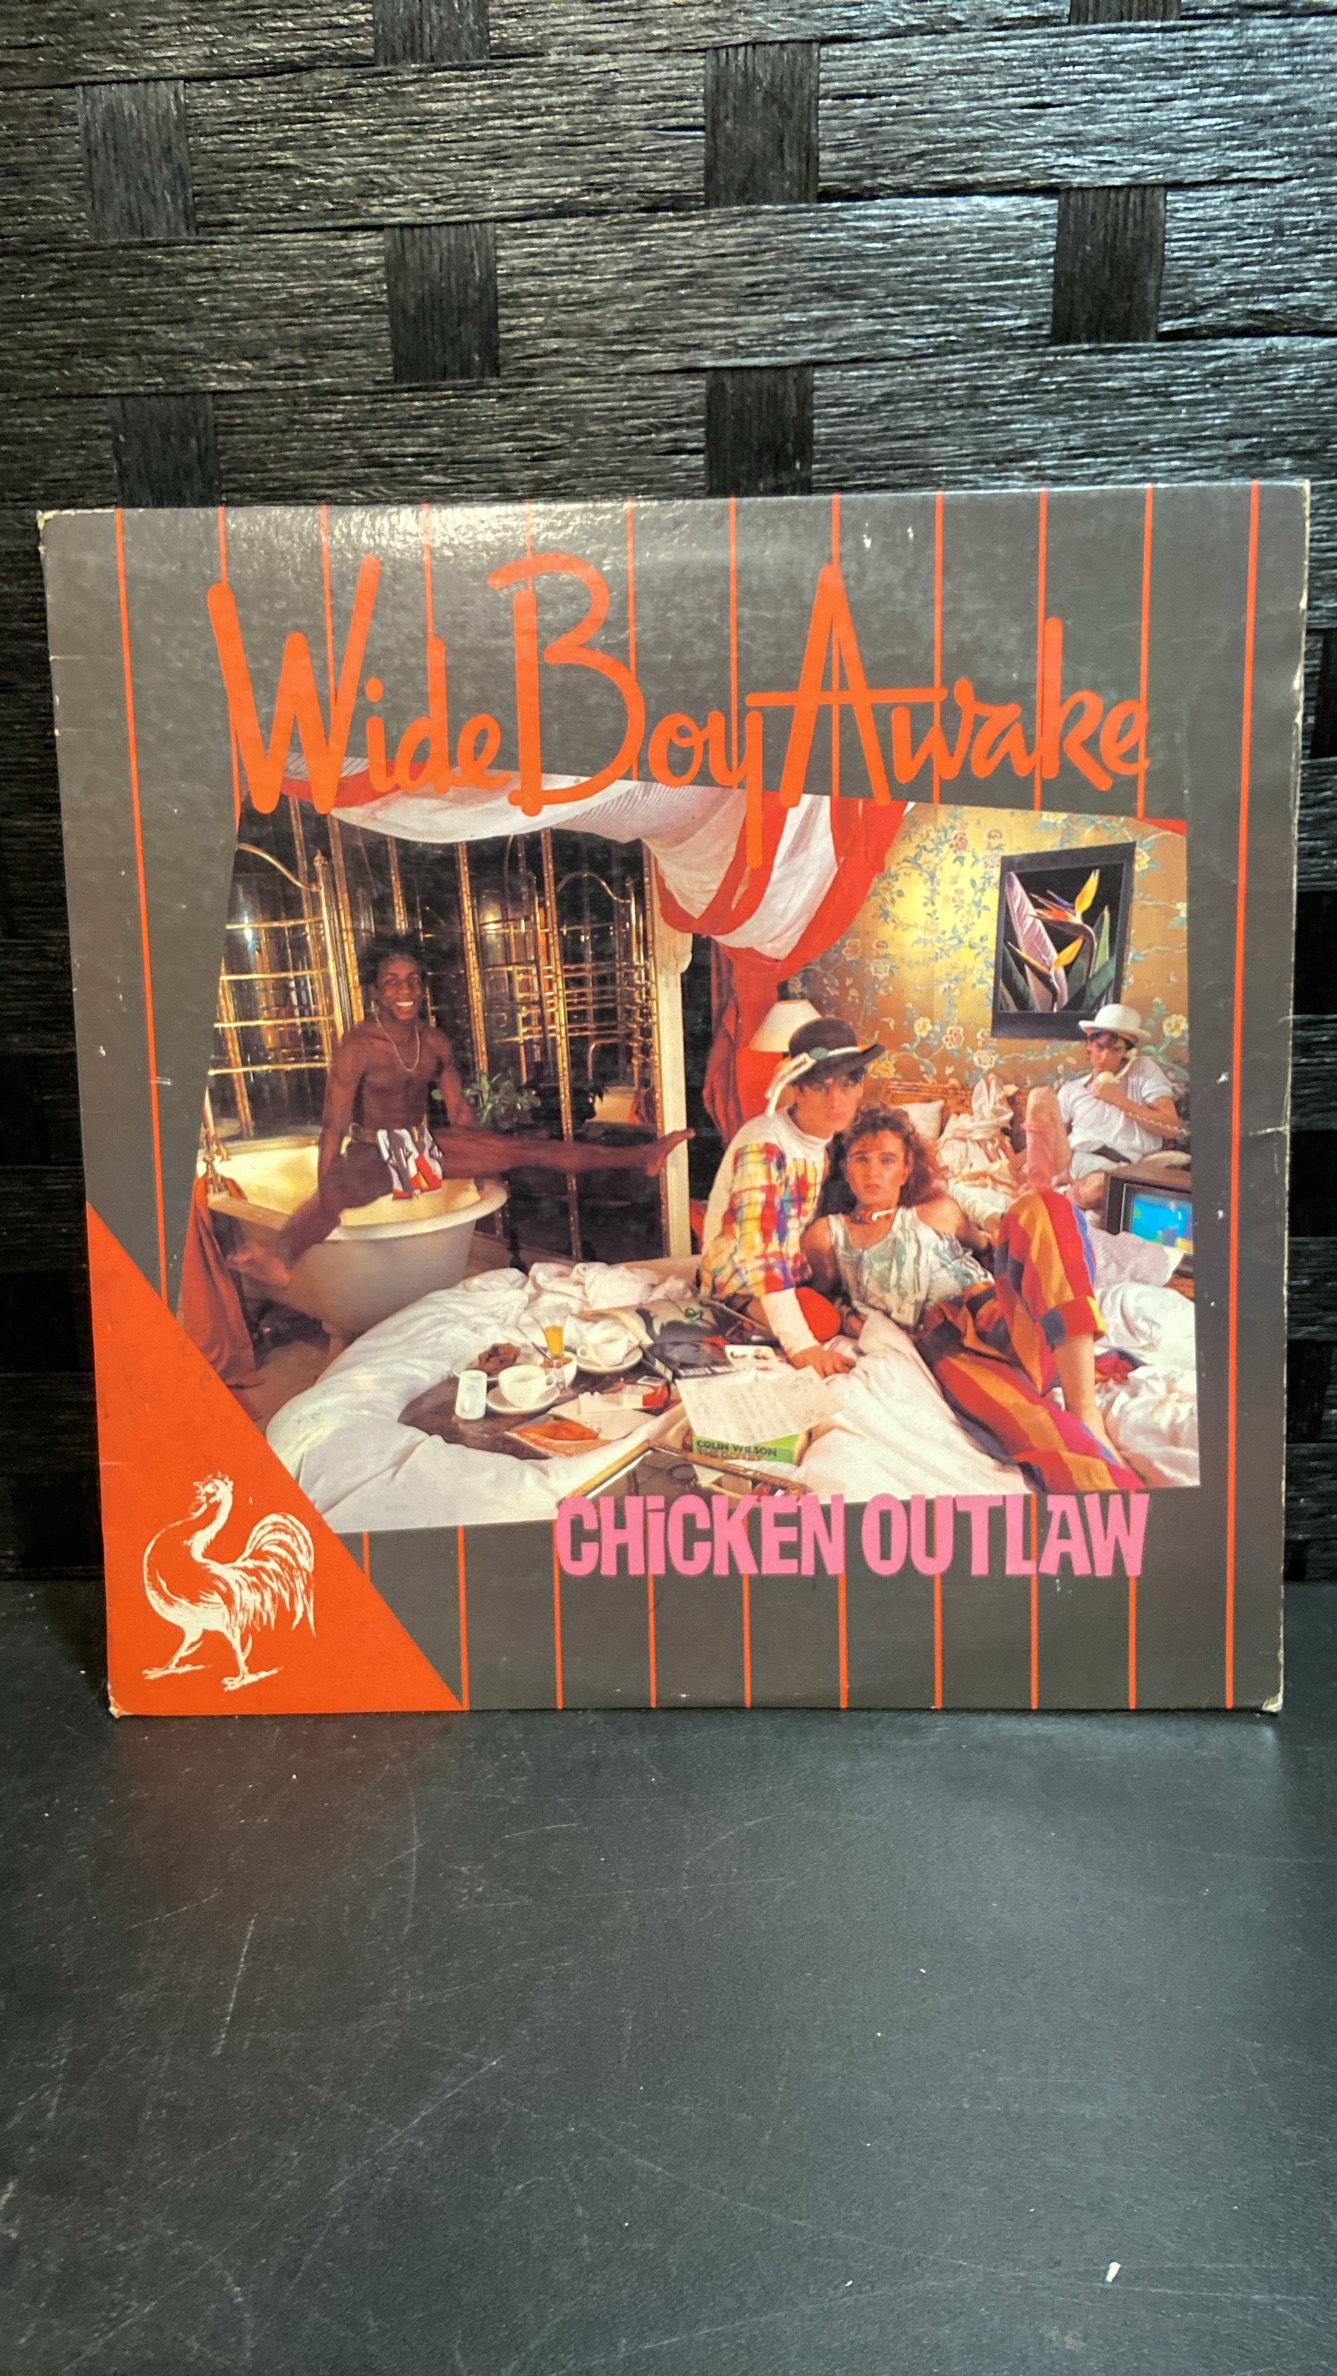 Wide Boy Awake
COLIN WILSON
CHiCKEN OUTLAW